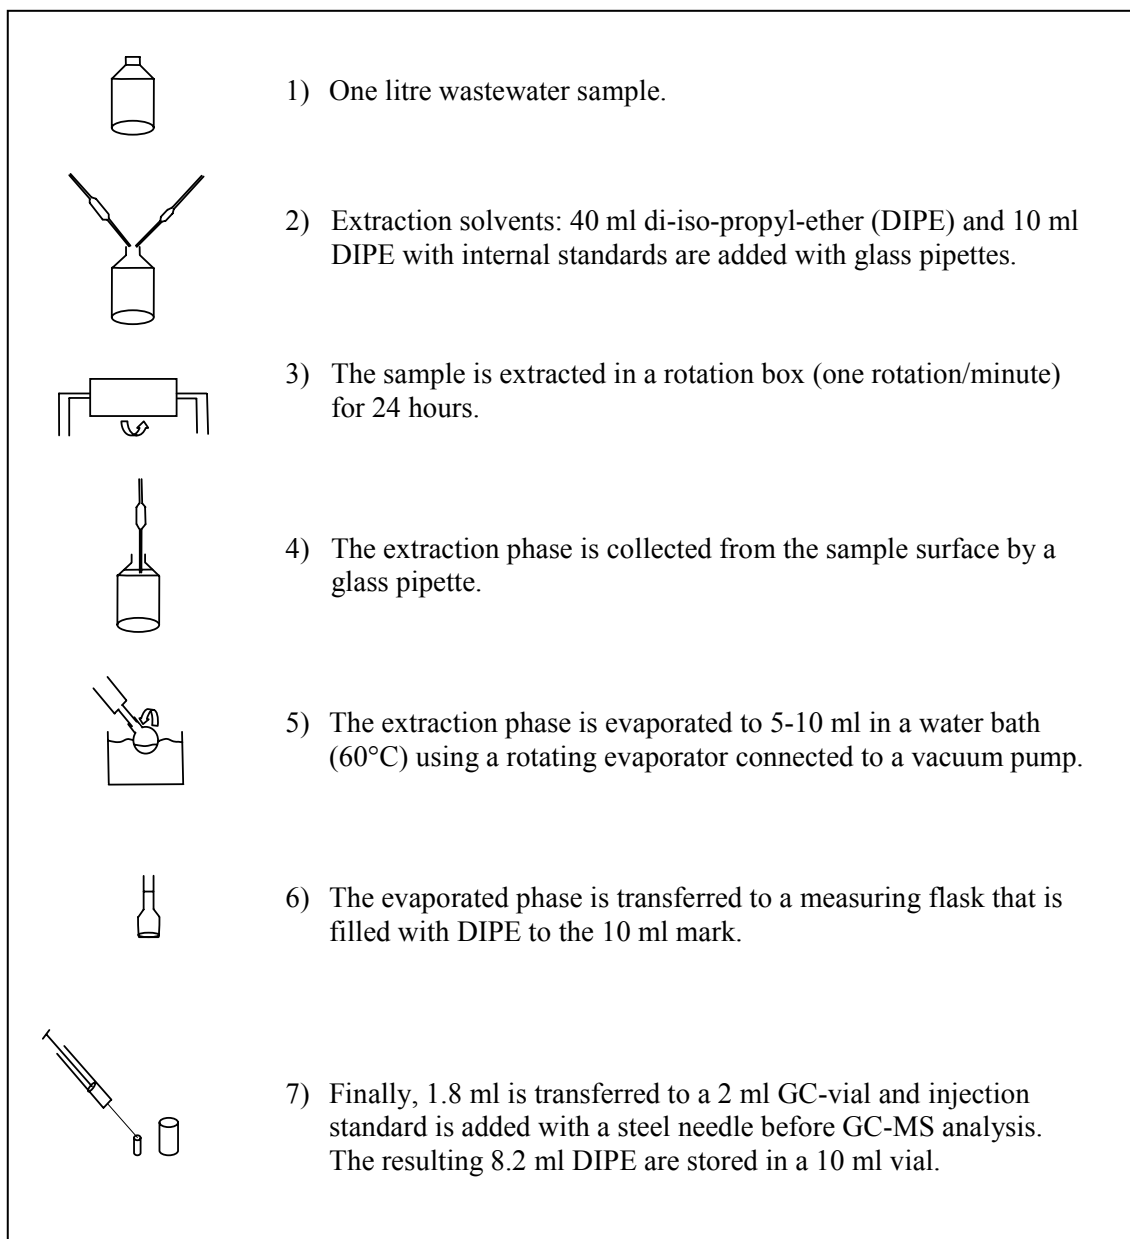 1) One litre wastewater sample.
2) Extraction solvents: 40 ml di-iso-propyl-ether (DIPE) and 10 ml
DIPE with internal standards are added with glass pipettes.
3) The sample is extracted in a rotation box (one rotation/minute)
for 24 hours.
4) The extraction phase is collected from the sample surface by a
glass pipette.
5) The extraction phase is evaporated to 5-10 ml in a water bath
(60°C) using a rotating evaporator connected to a vacuum pump.
6) The evaporated phase is transferred to a measuring flask that is
filled with DIPE to the 10 ml mark.
7) Finally, 1.8 ml is transferred to a 2 ml GC-vial and injection
standard is added with a steel needle before GC-MS analysis.
The resulting 8.2 ml DIPE are stored in a 10 ml vial.